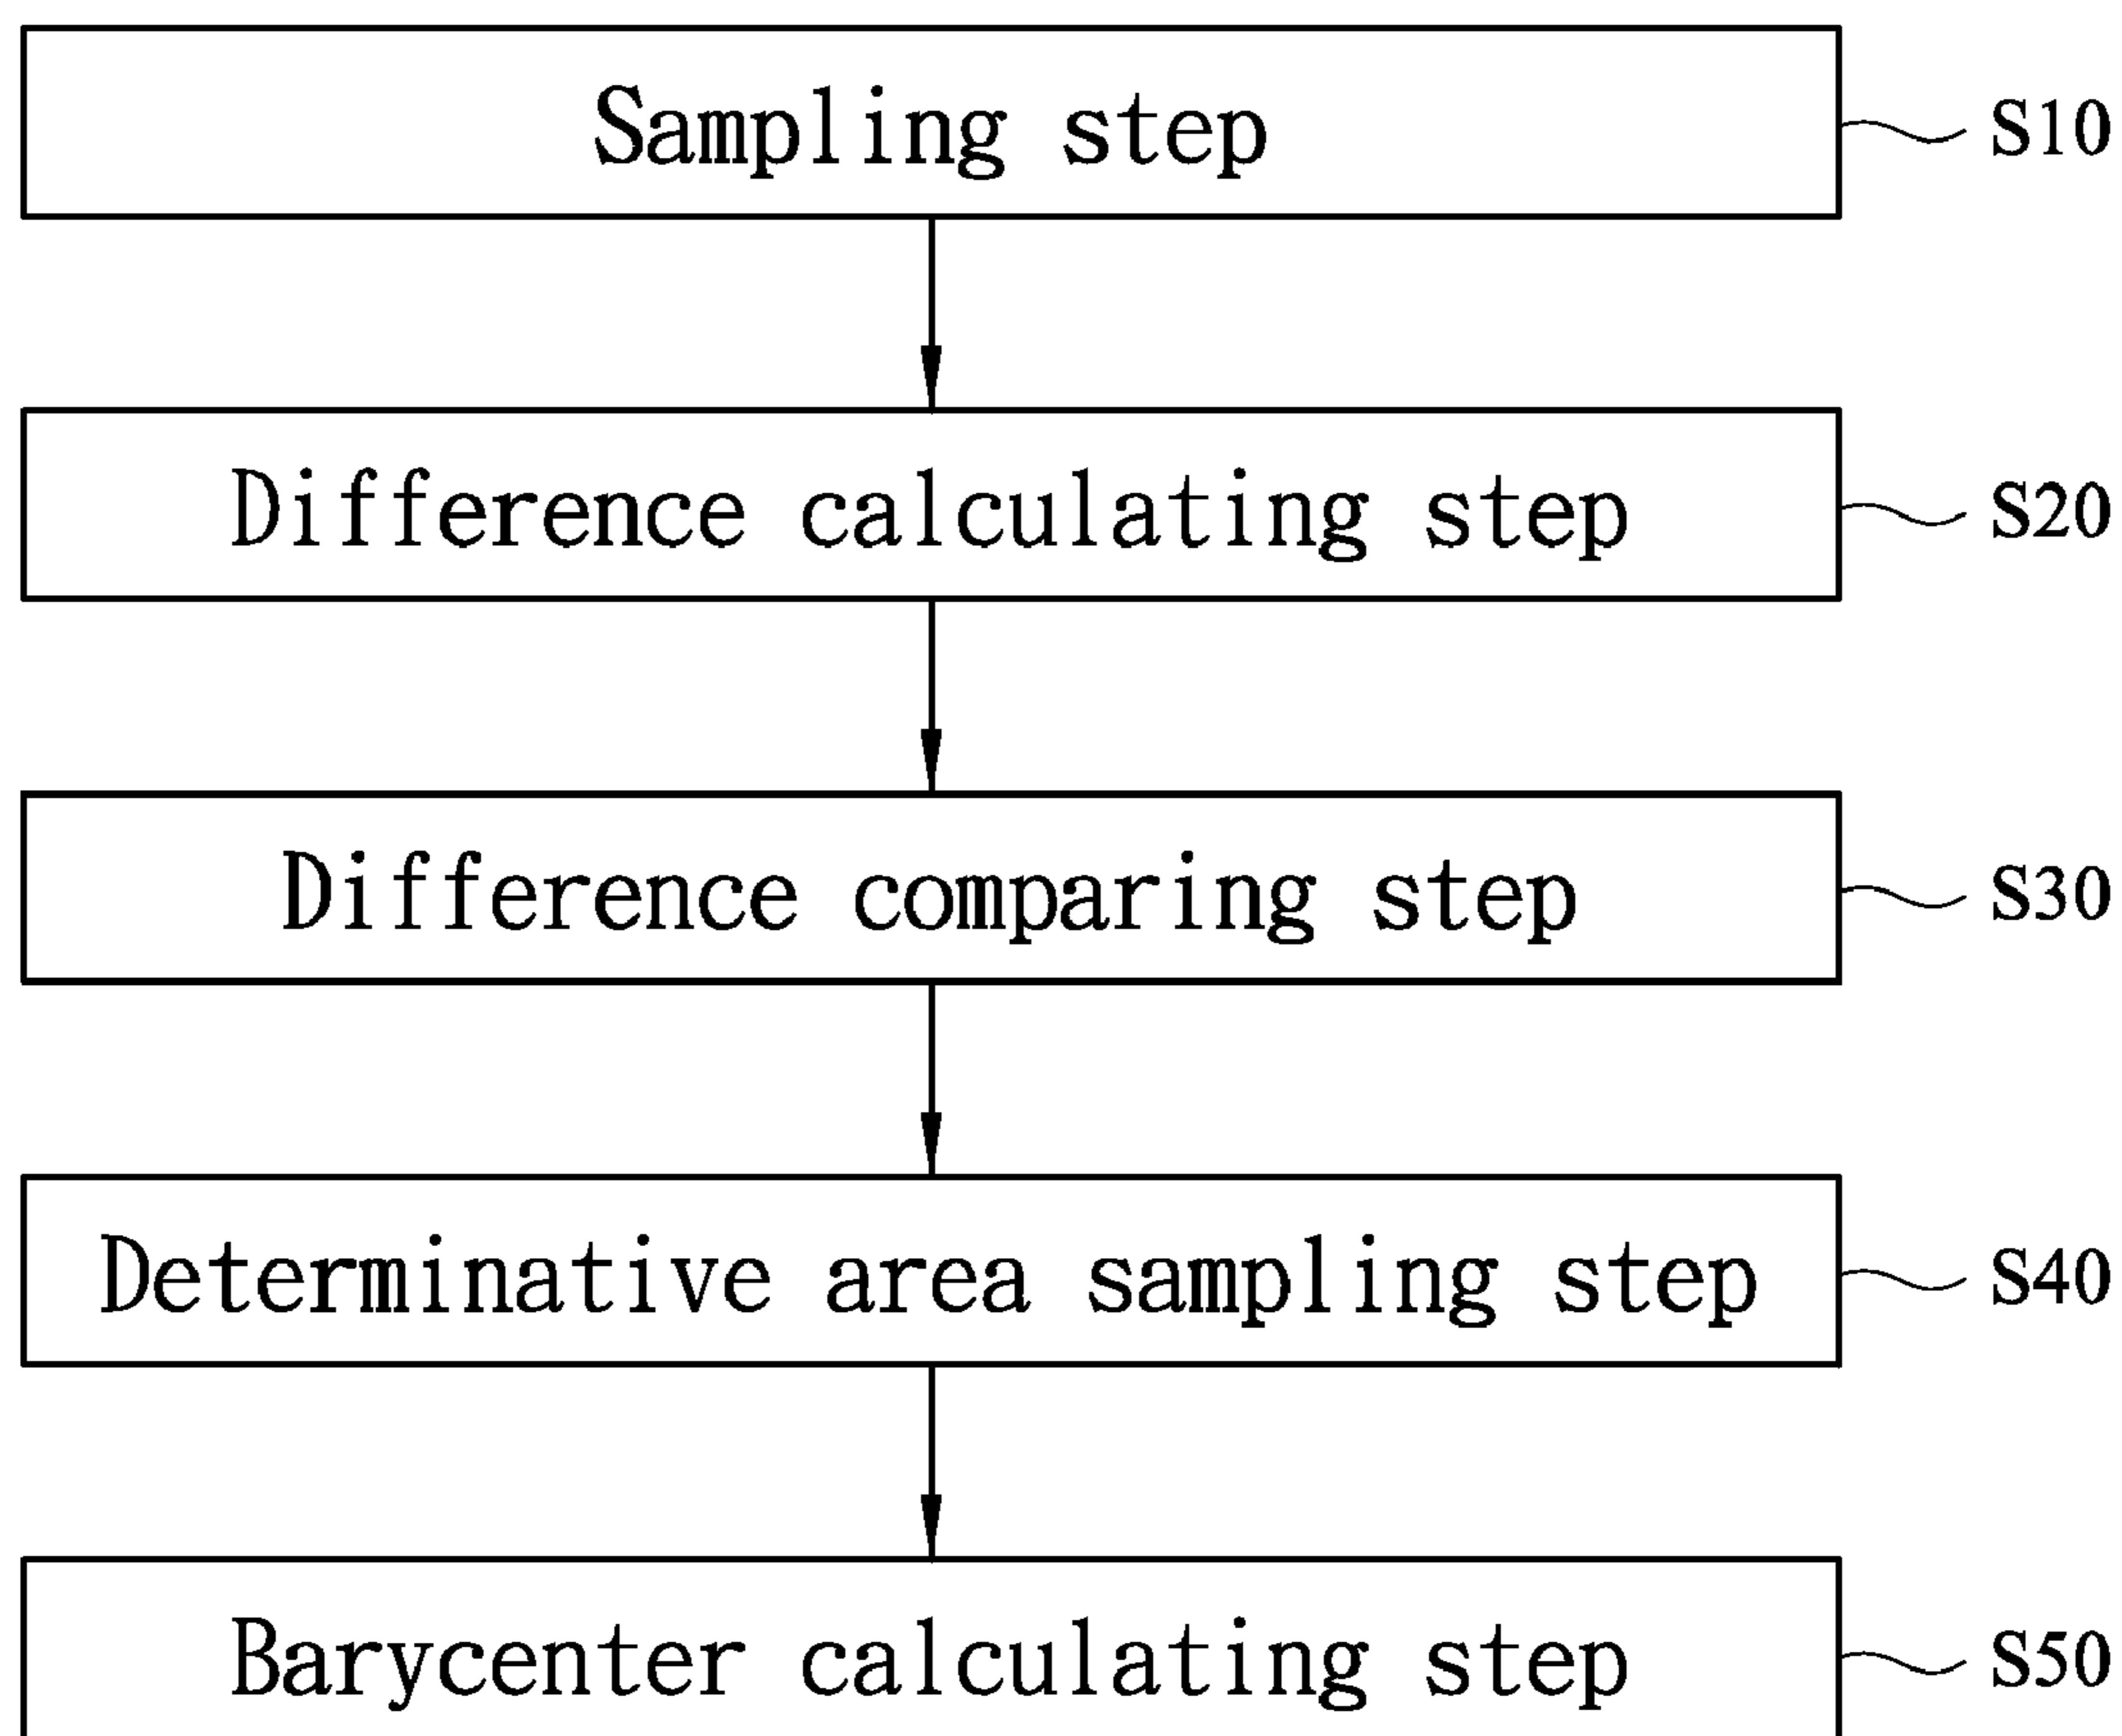 Sampling step S10
Difference calculating step S20
Difference comparing step S30
Determinative area sampling step S40
Barycenter calculating step S50